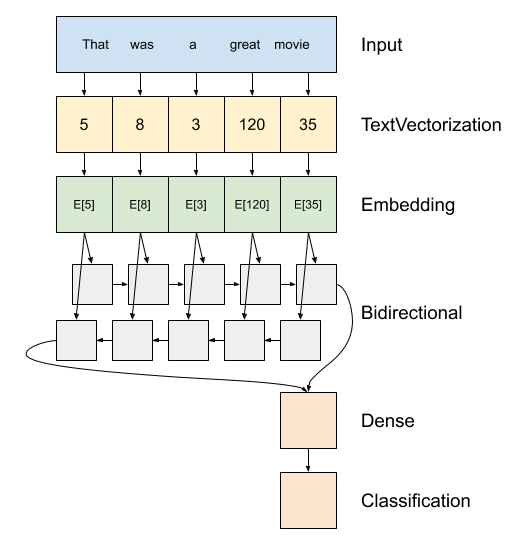 That was a great movie Input
5 8 3 120 35 TextVectorization
E[5] E[8] E[3] E[120] E[35] Embedding
Bidirectional
Dense
Classification